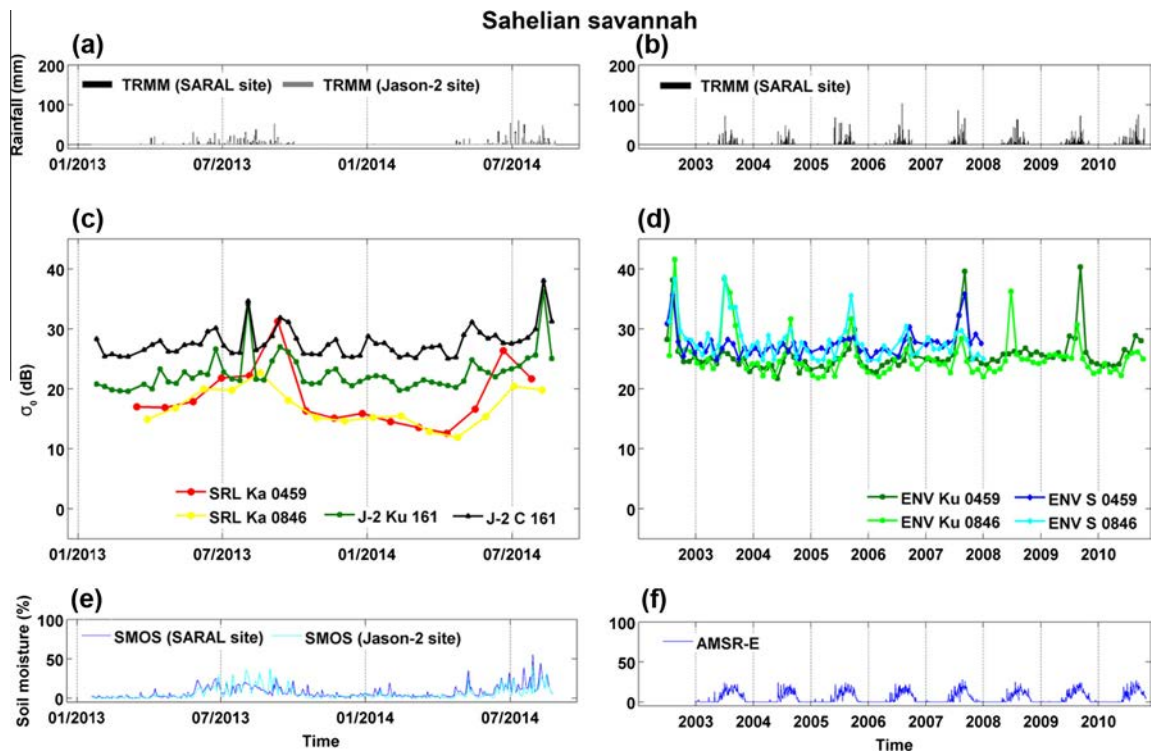 Sahelian savannah
(a)
Rainfall (mm)
200
100
0
TRMM (SARAL site) TRMM (Jason-2 site)
01/2013 07/2013 01/2014 07/2014
(b)
200
100
0
TRMM (SARAL site)
2003 2004 2005 2006 2007 2008 2009 2010
(c)
σ0 (dB)
40
30
20
10
0
SRL Ka 0459
SRL Ka 0846 J-2 Ku 161 J-2 C 161
01/2013 07/2013 01/2014 07/2014
(d)
40
30
20
10
0
ENV Ku 0459 ENV S 0459
ENV Ku 0846 ENV S 0846
2003 2004 2005 2006 2007 2008 2009 2010
(e)
Soil moisture (%)
100
50
0
SMOS (SARAL site) SMOS (Jason-2 site)
01/2013 07/2013 01/2014 07/2014
Time
(f)
100
50
0
AMSR-E
2003 2004 2005 2006 2007 2008 2009 2010
Time